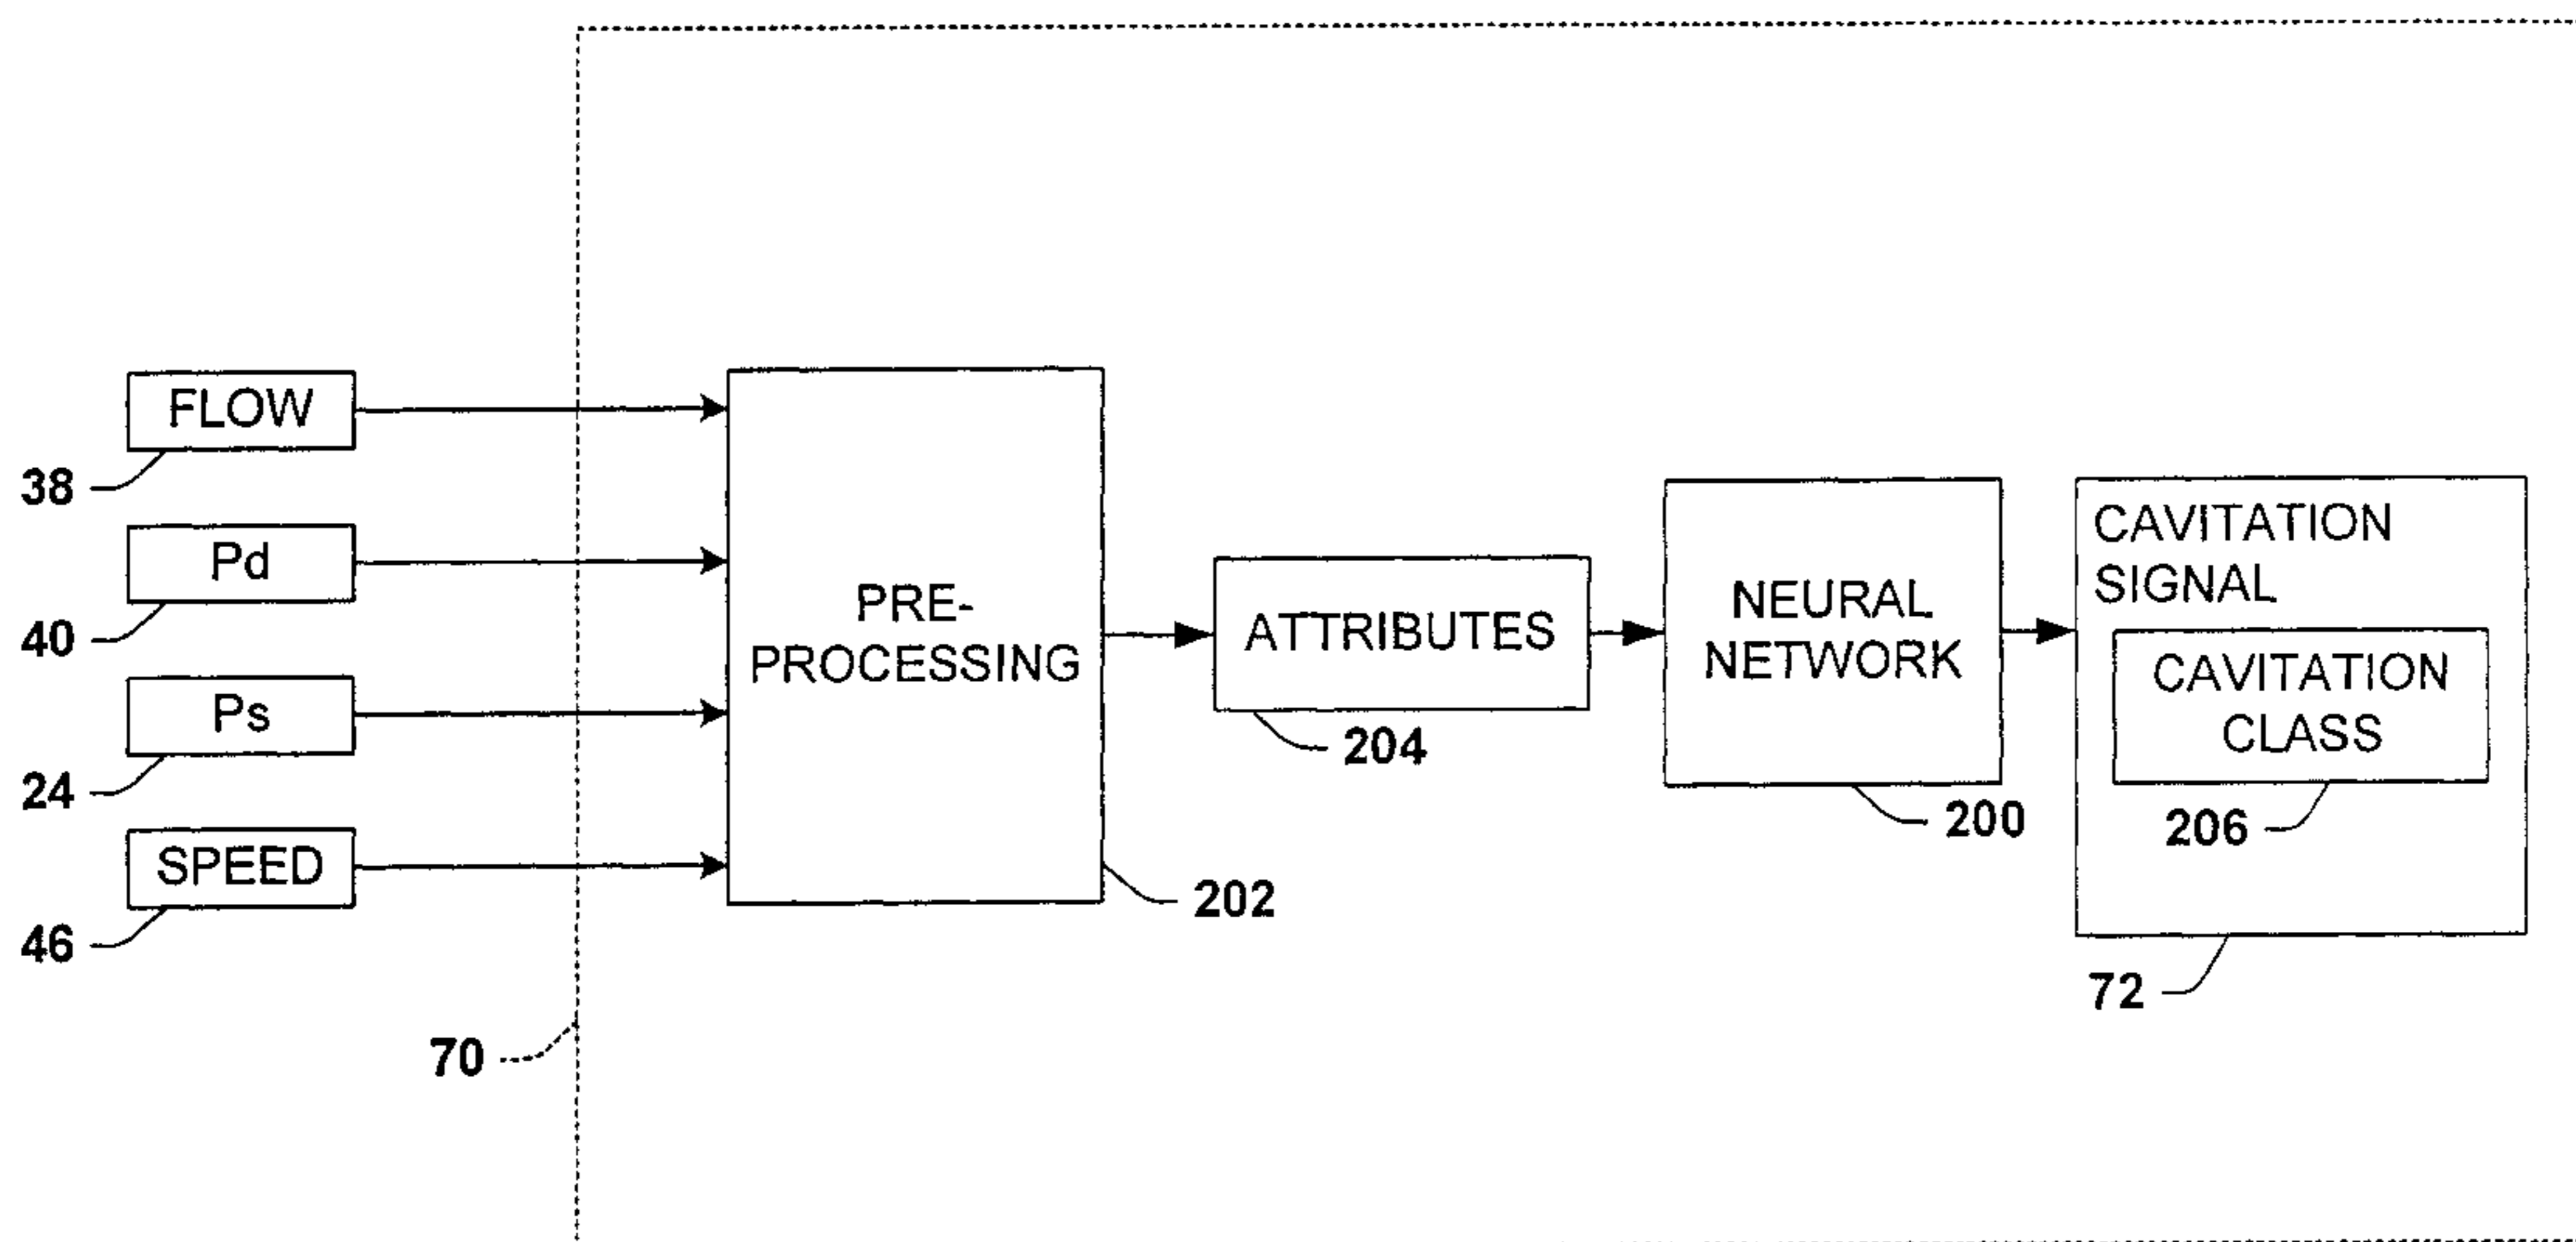 FLOW
38
Pd
40
Ps
24
SPEED
46
70
PRE-
PROCESSING
202
ATTRIBUTES
204
NEURAL
NETWORK
200
CAVITATION
SIGNAL
CAVITATION
CLASS
206
72